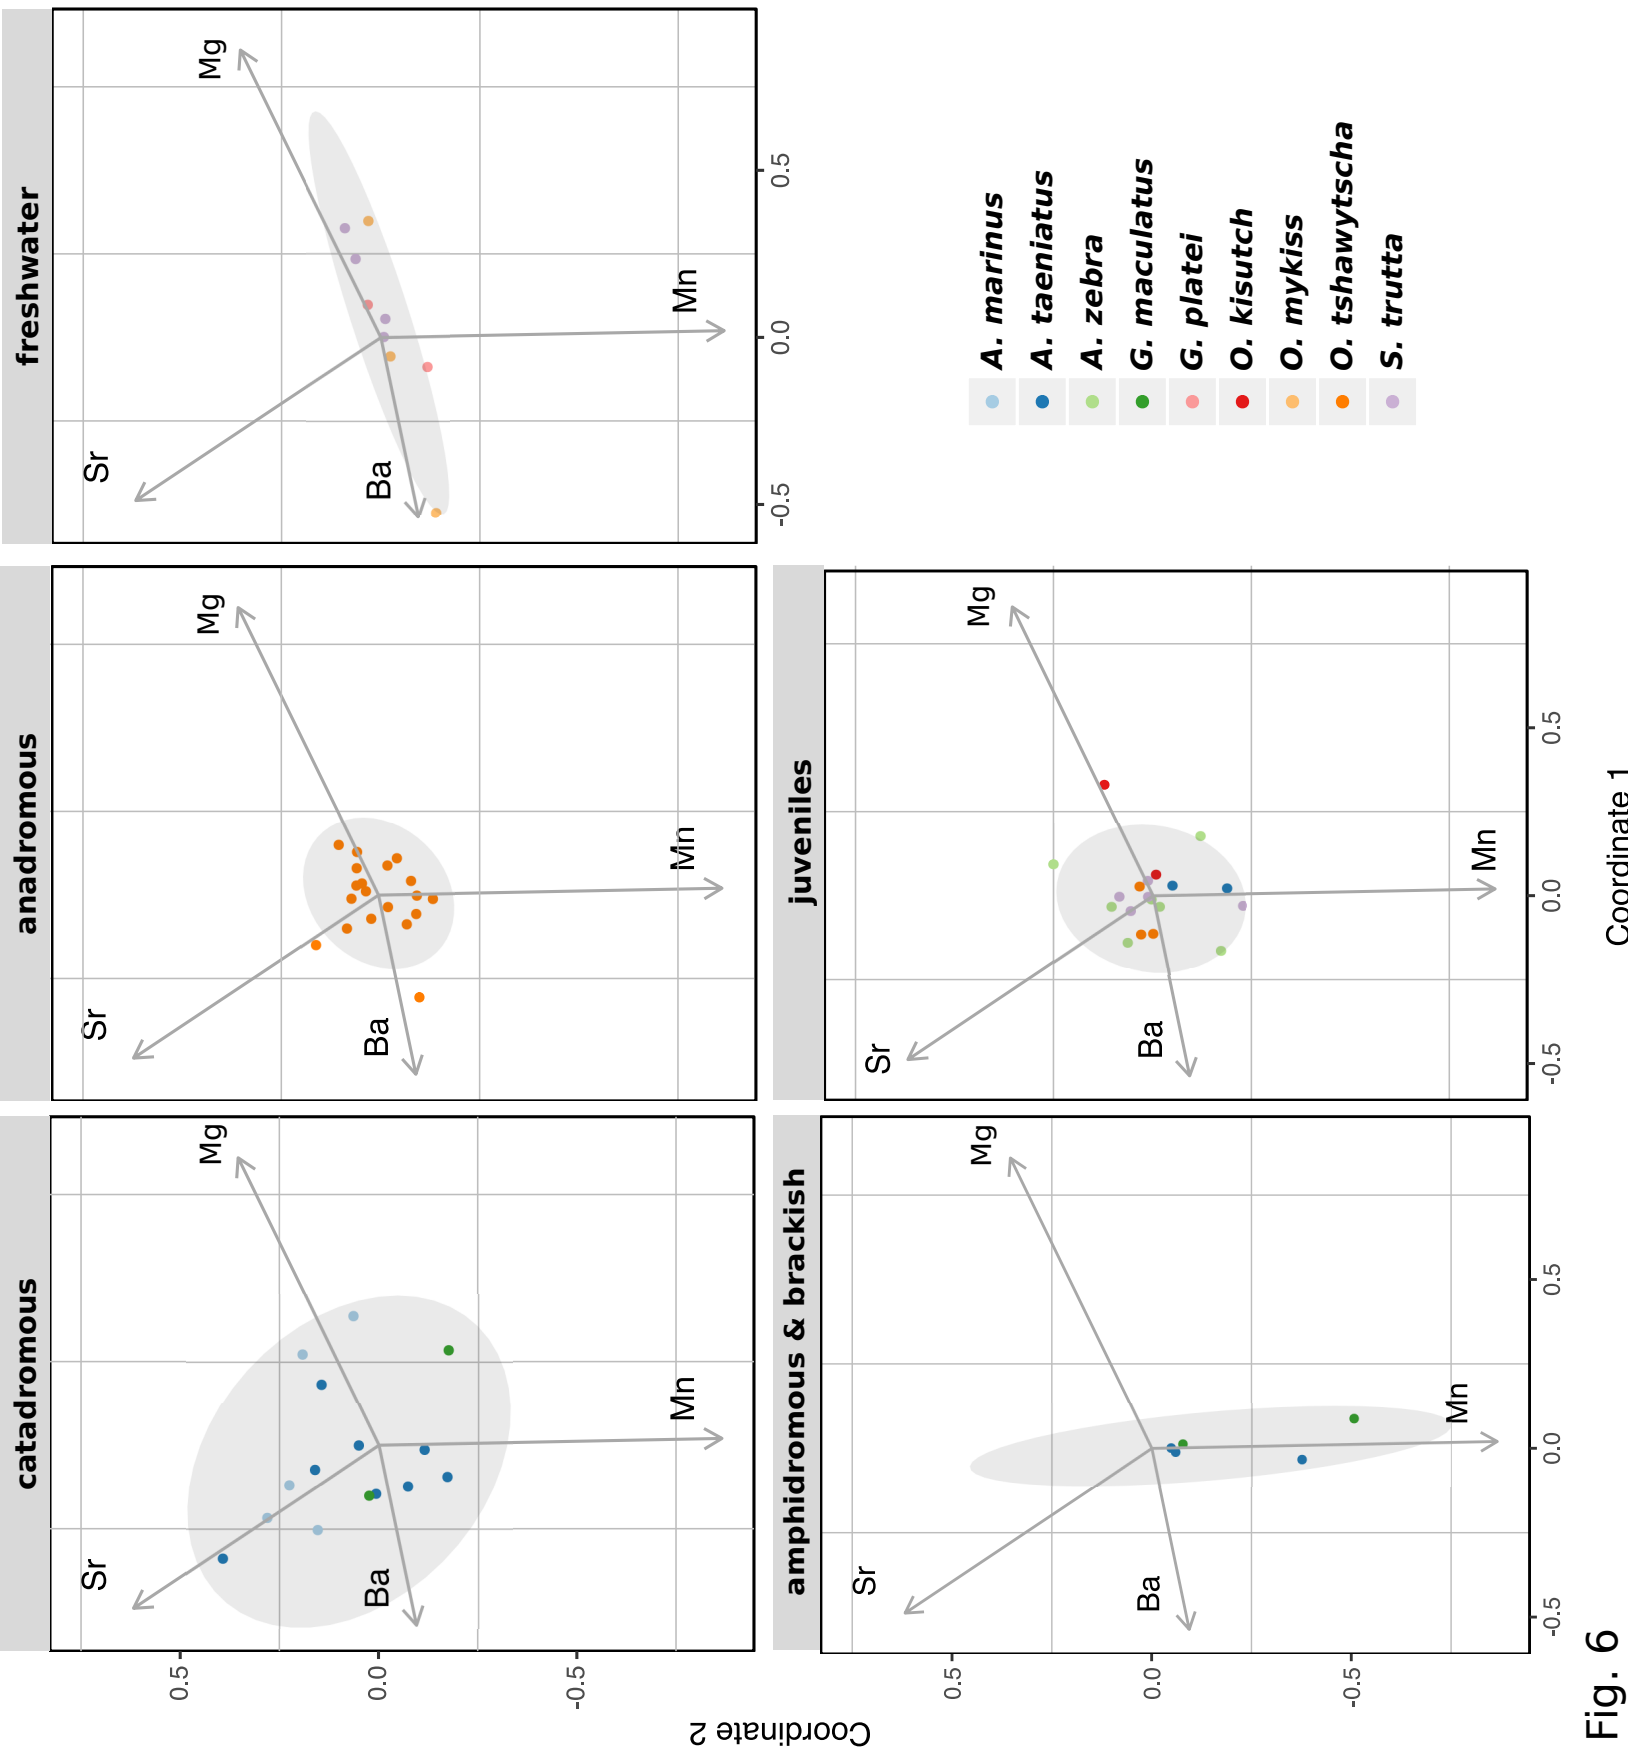 catadromous
anadromous
freshwater
Sr
Mg
Ba
Mn
Sr
Mg
Ba
Mn
Sr
Mg
Ba
Mn
0.5
0.0
-0.5
-0.5
0.0
0.5
Coordinate 2
amphidromous & brackish
juveniles
Sr
Mg
Ba
Mn
Sr
Mg
Ba
Mn
0.5
0.0
-0.5
-0.5
0.0
0.5
-0.5
0.0
0.5
Coordinate 1
A. marinus
A. taeniatus
A. zebra
G. maculatus
G. platei
O. kisutch
O. mykiss
O. tshawytscha
S. trutta
Fig. 6